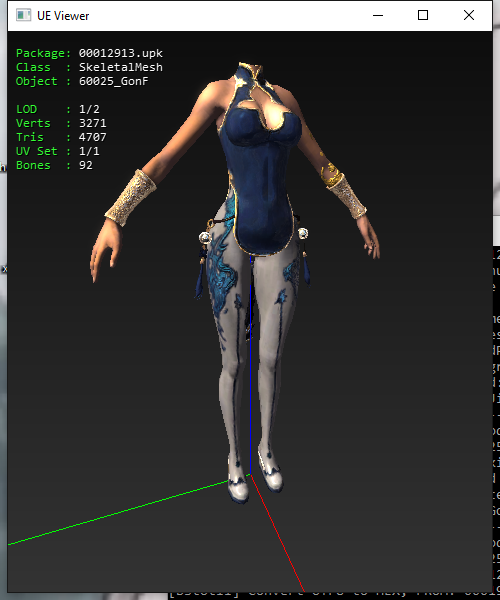 UE Viewer
Package: 00012913.upk
Class : SkeletalMesh
Object : 60025_GonF
LOD : 1/2
Verts : 3271
Tris : 4707
UV Set : 1/1
Bones : 92